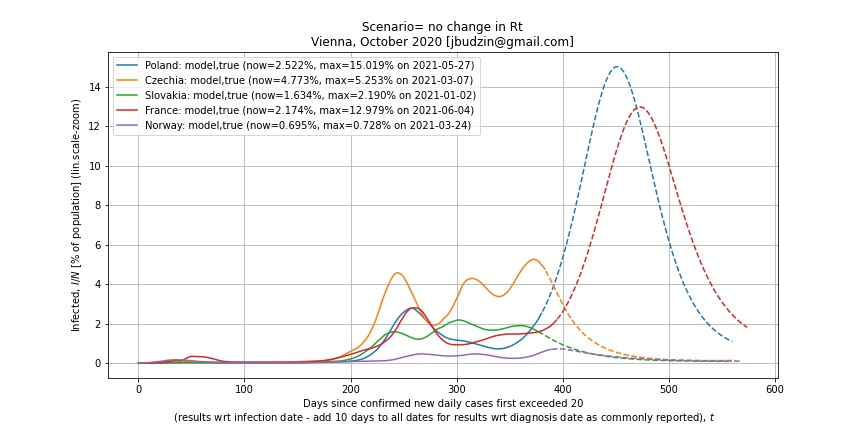 Scenario= no change in Rt
Vienna, October 2020 [jbudzin@gmail.com]
Poland: model,true (now=2.522%, max=15.019% on 2021-05-27)
Czechia: model,true (now=4.773%, max=5.253% on 2021-03-07)
Slovakia: model,true (now=1.634%, max=2.190% on 2021-01-02)
France: model,true (now=2.174%, max=12.979% on 2021-06-04)
Norway: model,true (now=0.695%, max=0.728% on 2021-03-24)
Infected, I/N [% of population] (lin.scale-zoom)
14
12
10
8
6
4
2
0
0 100 200 300 400 500 600
Days since confirmed new daily cases first exceeded 20
(results wrt infection date - add 10 days to all dates for results wrt diagnosis date as commonly reported), t